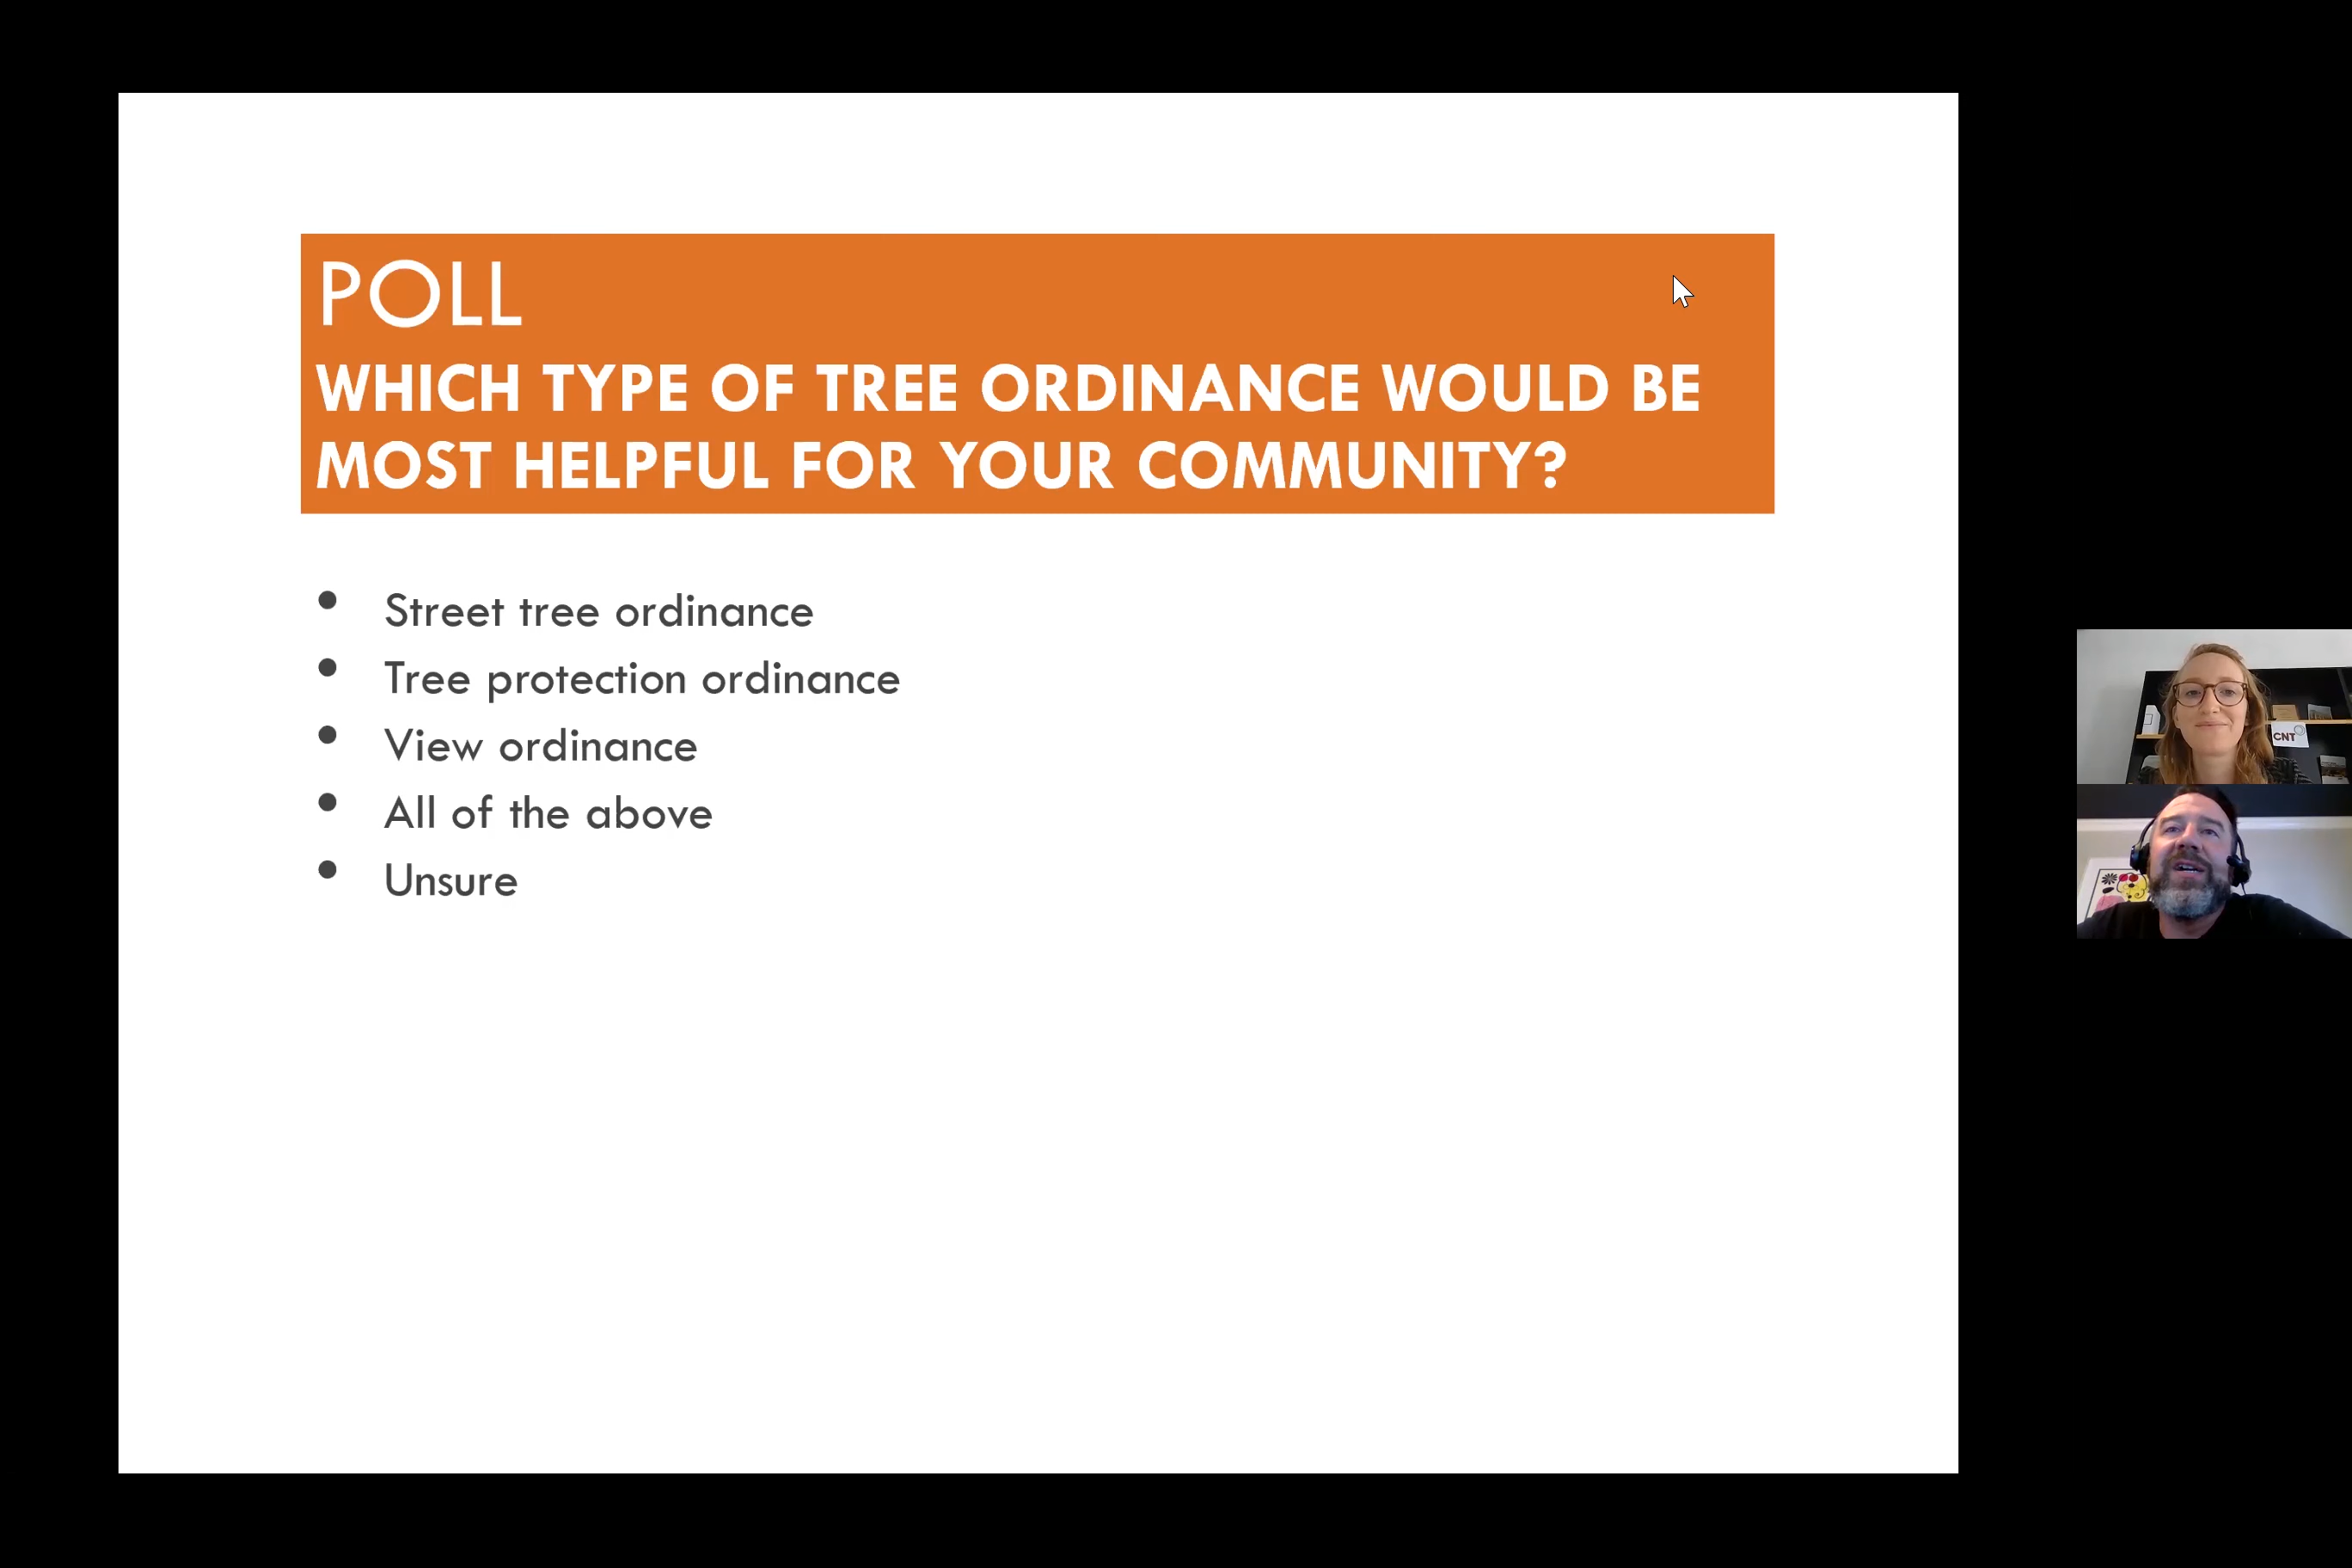 POLL
WHICH TYPE OF TREE ORDINANCE WOULD BE
MOST HELPFUL FOR YOUR COMMUNITY?
• Street tree ordinance
• Tree protection ordinance
• View ordinance
• All of the above
• Unsure
CNT